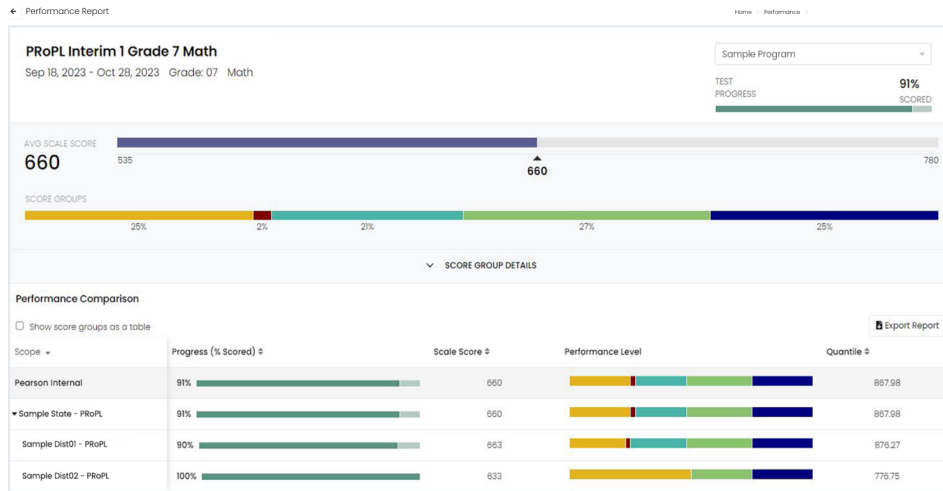 Performance Report
Home Performance
PRoPL Interim 1 Grade 7 Math
Sep 18, 2023 - Oct 28, 2023 Grade: 07 Math
Sample Program
TEST PROGRESS
91%
SCORED
AVG SCALE SCORE
660
535
660
780
SCORE GROUPS
25% 2% 21% 27% 25%
SCORE GROUP DETAILS
Performance Comparison
Show score groups as a table
Export Report
Scope Progress (% Scored) Scale Score Performance Level Quantile
Pearson Internal 91% 660 867.98
Sample State - PRoPL 91% 660 867.98
Sample Dist01 - PRoPL 90% 663 876.27
Sample Dist02 - PRoPL 100% 633 776.75